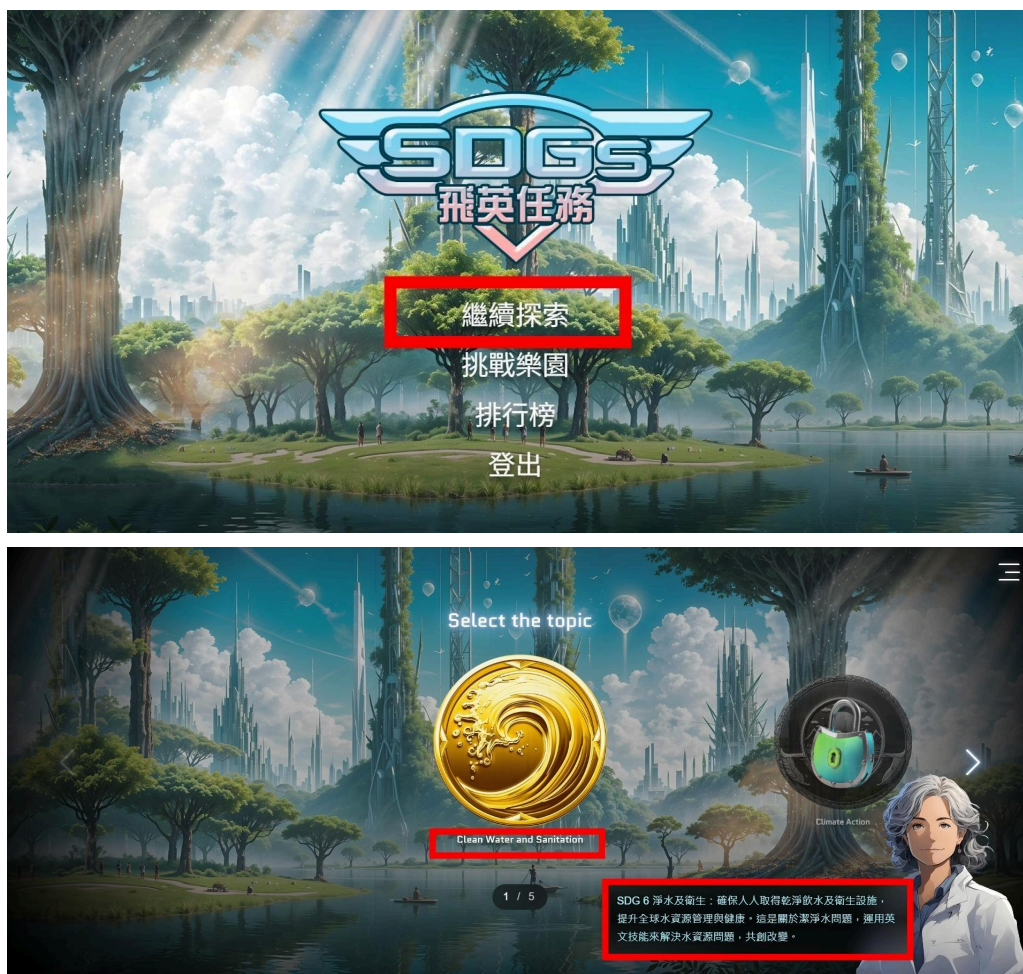 SDGs
飛英任務
繼續探索
挑戰樂園
排行榜
登出
Select the topic
Clean Water and Sanitation
Climate Action
1 / 5
SDG 6 淨水及衛生：確保人人取得乾淨飲水及衛生設施，
提升全球水資源管理與健康。這是關於潔淨水問題，運用英
文技能來解決水資源問題，共創改變。